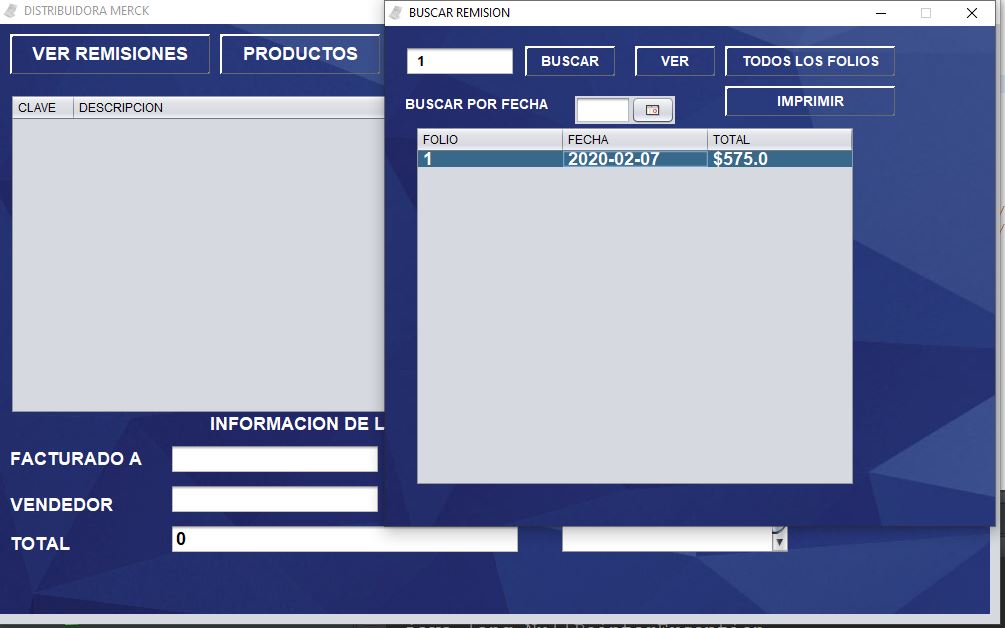 DISTRIBUIDORA MERCK
VER REMISIONES
PRODUCTOS
CLAVE
DESCRIPCION
INFORMACION DE L
FACTURADO A
VENDEDOR
TOTAL
0
BUSCAR REMISION
1
BUSCAR
VER
TODOS LOS FOLIOS
BUSCAR POR FECHA
IMPRIMIR
FOLIO FECHA TOTAL
1 2020-02-07 $575.0